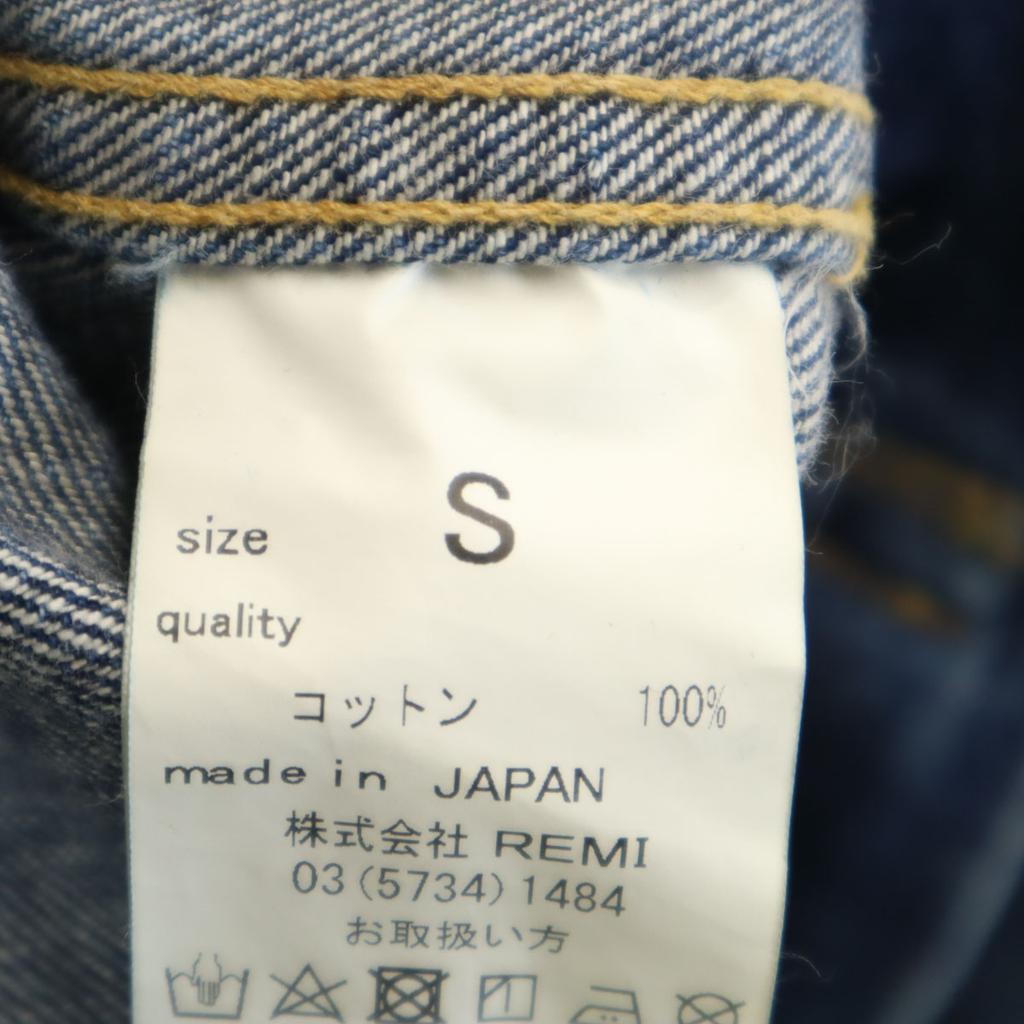 size S
quality
コットン 100%
made in JAPAN
株式会社 REMI
03(5734)1484
お取扱い方